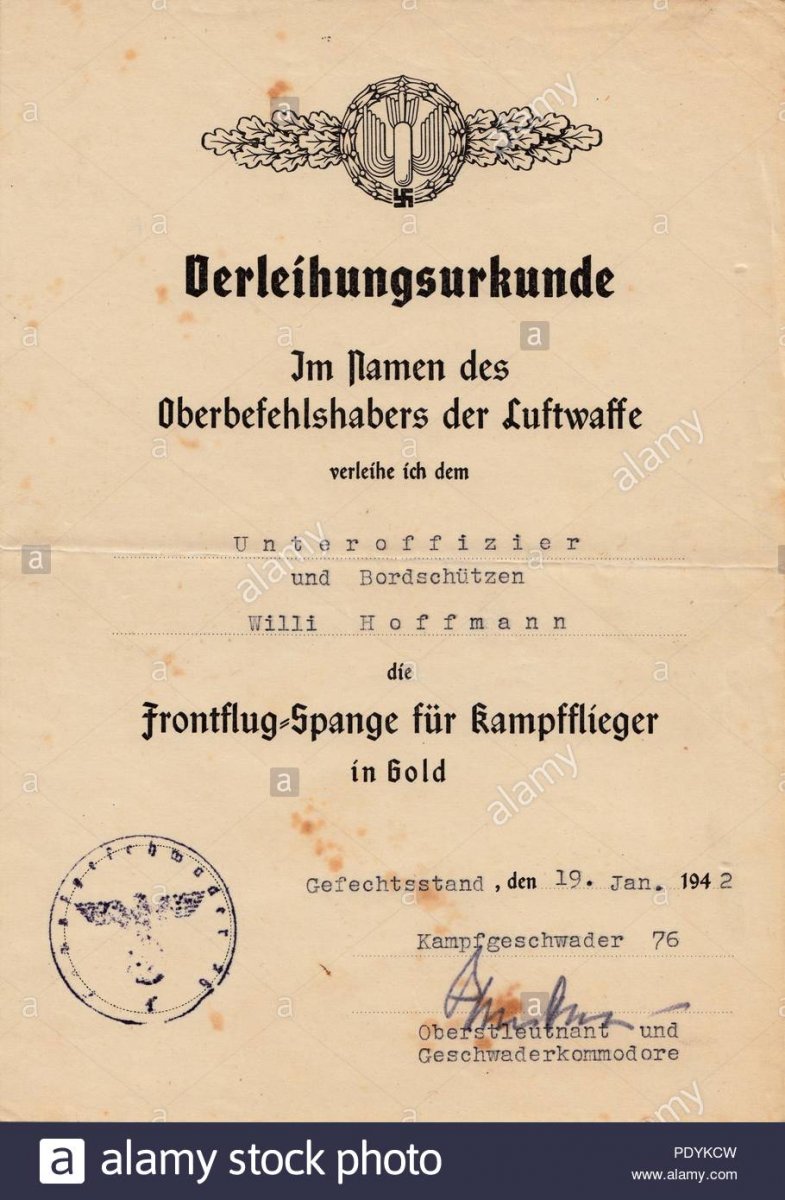 Verleihungsurkunde
Im Namen des
Oberbefehlshabers der Luftwaffe
verleihe ich dem
Unteroffizier
und Bordschützen
Willi Hoffmann
die
Frontflug-Spange für Kampfflieger
in Gold
Gefechtsstand, den 19. Jan. 1942
Kampfgeschwader 76
Oberstleutnant und
Geschwaderkommodore
a alamy stock photo
PDYKCW
www.alamy.com